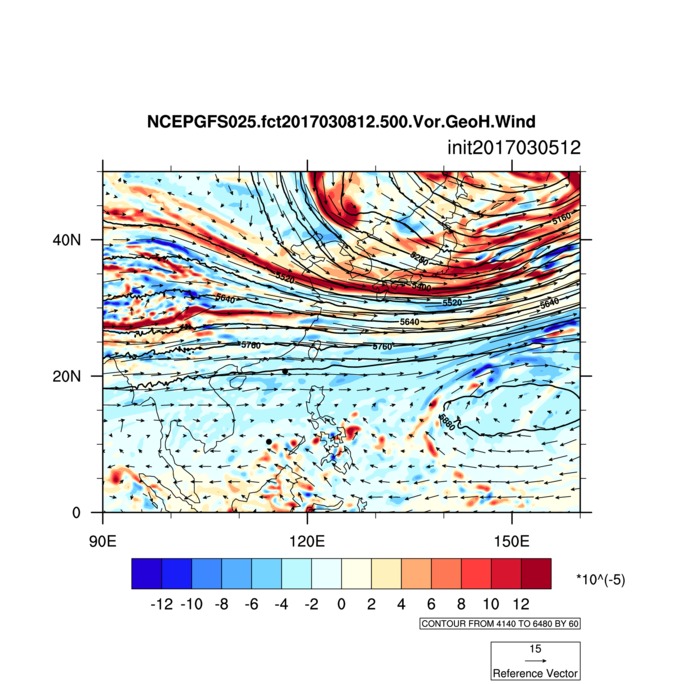 NCEPGFS025.fct2017030812.500.Vor.GeoH.Wind
init2017030512
5160
40N
5280
5520
5400
5640
5520
5640
5640
5760
5760
20N
5880
0
90E 120E 150E
-12 -10 -8 -6 -4 -2 0 2 4 6 8 10 12
*10^(-5)
CONTOUR FROM 4140 TO 6480 BY 60
15
Reference Vector